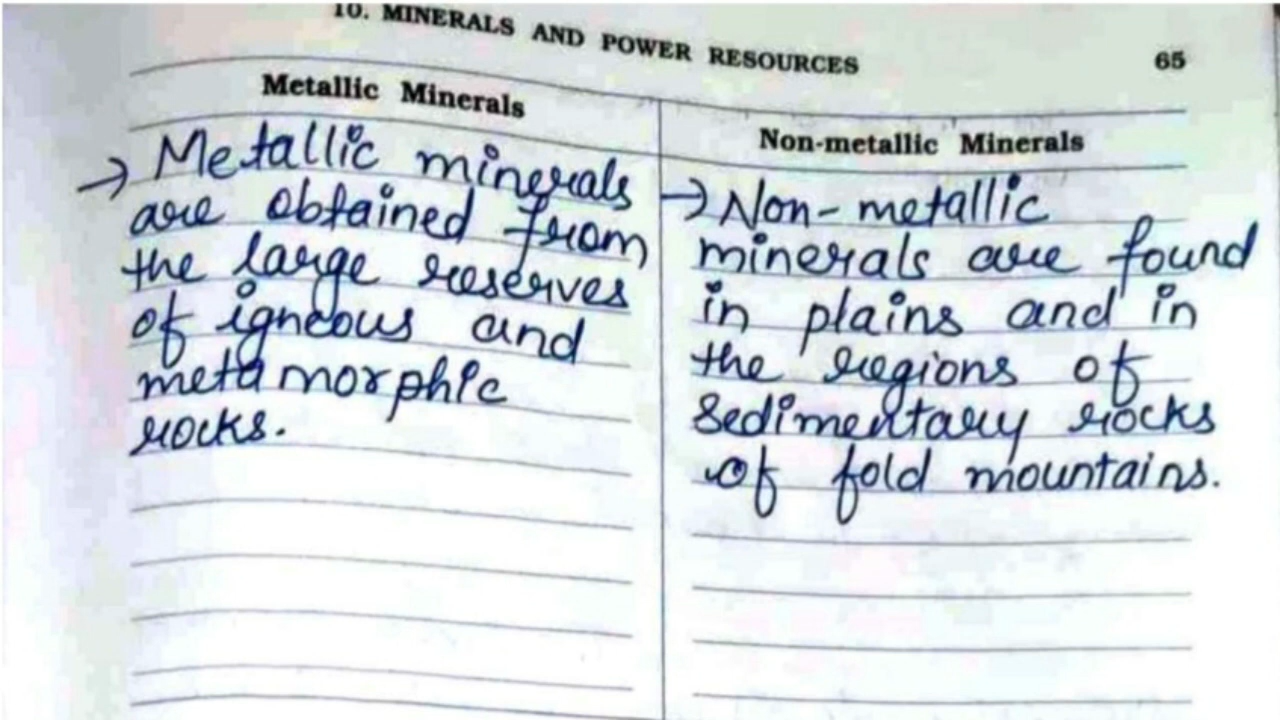 10. MINERALS AND POWER RESOURCES 65
Metallic Minerals
→ Metallic minerals
are obtained from
the large reserves
of igneous and
metamorphic
rocks.
Non-metallic Minerals
→ Non-metallic
minerals are found
in plains and in
the regions of
sedimentary rocks
of fold mountains.